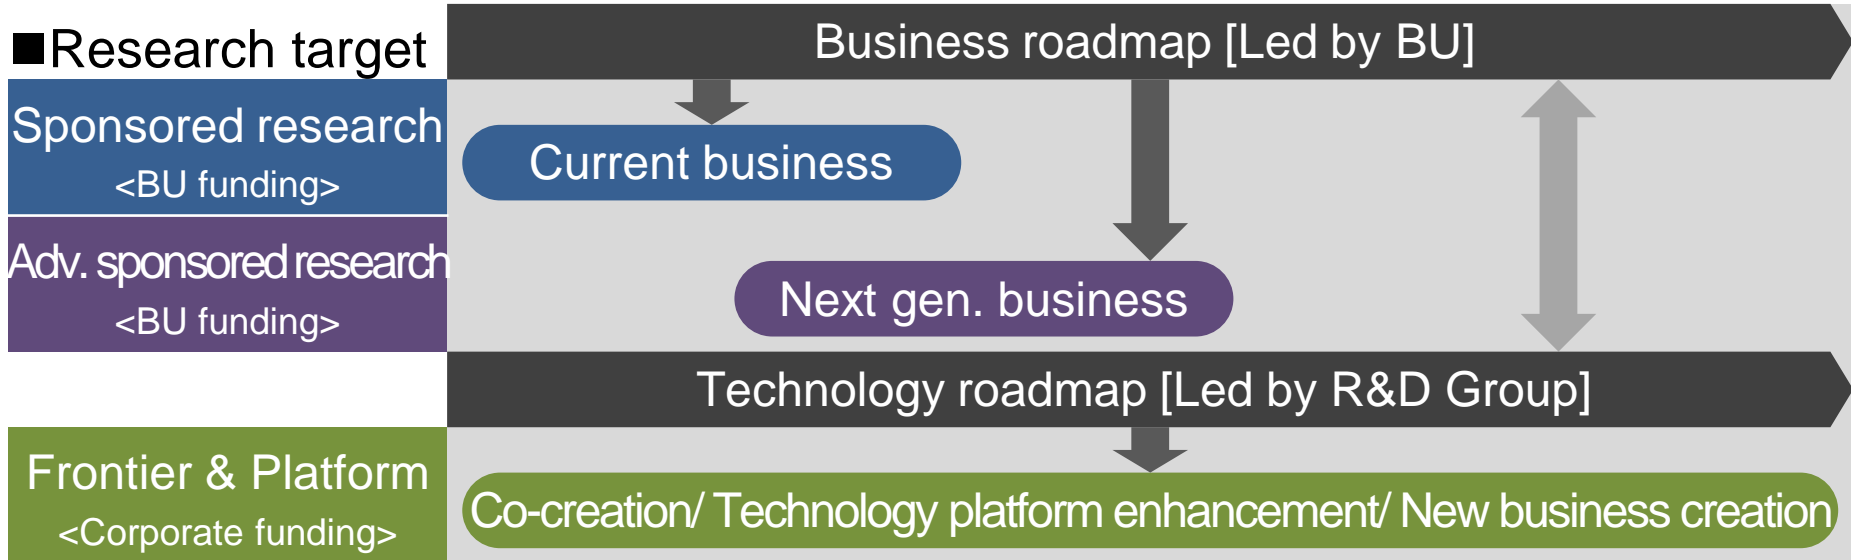 ■Research target
Business roadmap [Led by BU]
Sponsored research
<BU funding>
Current business
Adv. sponsored research
<BU funding>
Next gen. business
Technology roadmap [Led by R&D Group]
Frontier & Platform
<Corporate funding>
Co-creation/ Technology platform enhancement/ New business creation